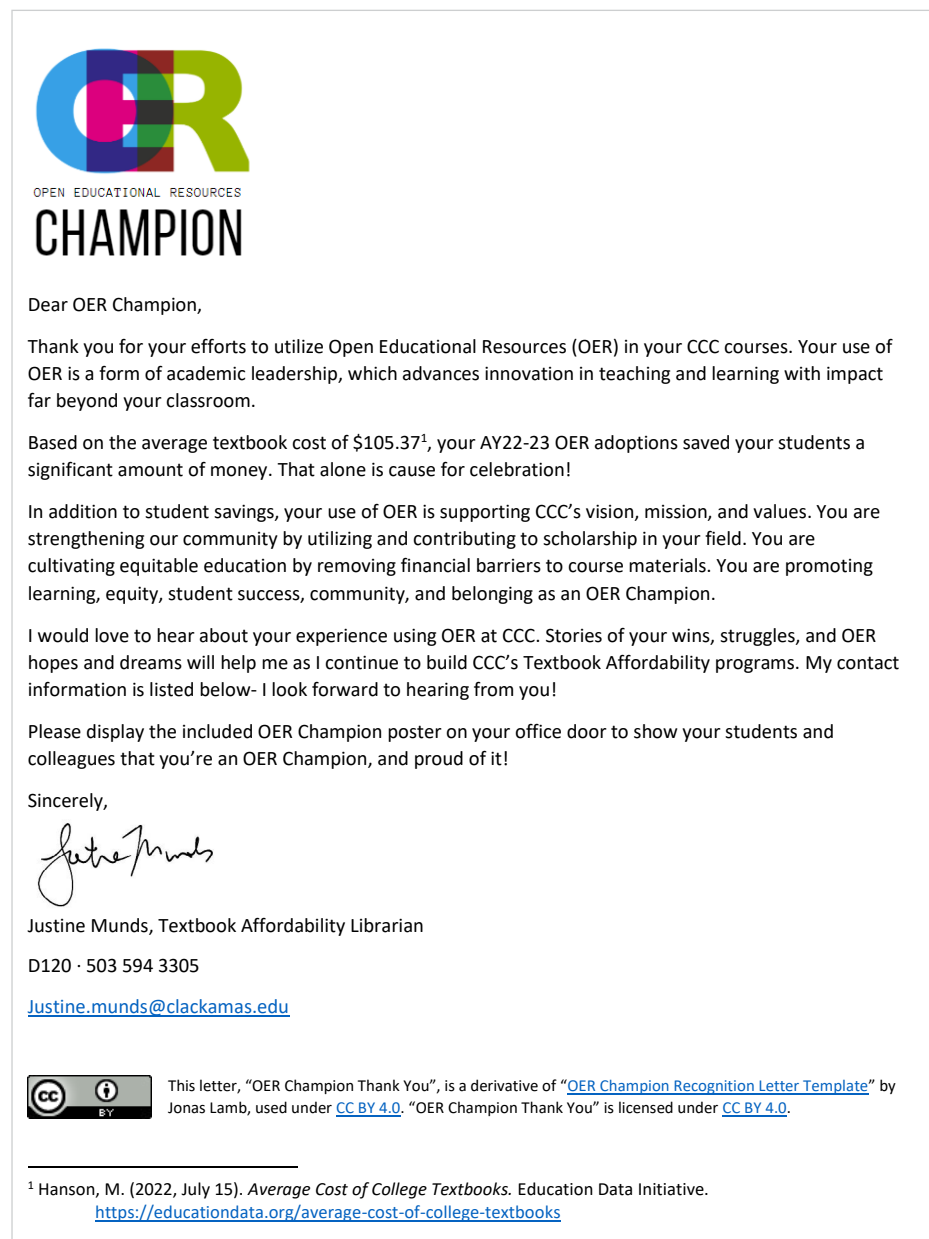 OER
OPEN EDUCATIONAL RESOURCES
CHAMPION
Dear OER Champion,
Thank you for your efforts to utilize Open Educational Resources (OER) in your CCC courses. Your use of
OER is a form of academic leadership, which advances innovation in teaching and learning with impact
far beyond your classroom.
Based on the average textbook cost of $105.37¹, your AY22-23 OER adoptions saved your students a
significant amount of money. That alone is cause for celebration!
In addition to student savings, your use of OER is supporting CCC’s vision, mission, and values. You are
strengthening our community by utilizing and contributing to scholarship in your field. You are
cultivating equitable education by removing financial barriers to course materials. You are promoting
learning, equity, student success, community, and belonging as an OER Champion.
I would love to hear about your experience using OER at CCC. Stories of your wins, struggles, and OER
hopes and dreams will help me as I continue to build CCC’s Textbook Affordability programs. My contact
information is listed below- I look forward to hearing from you!
Please display the included OER Champion poster on your office door to show your students and
colleagues that you’re an OER Champion, and proud of it!
Sincerely,
Justine Munds
Justine Munds, Textbook Affordability Librarian
D120 · 503 594 3305
Justine.munds@clackamas.edu
cc BY
This letter, “OER Champion Thank You”, is a derivative of “OER Champion Recognition Letter Template” by
Jonas Lamb, used under CC BY 4.0. “OER Champion Thank You” is licensed under CC BY 4.0.
¹ Hanson, M. (2022, July 15). Average Cost of College Textbooks. Education Data Initiative.
https://educationdata.org/average-cost-of-college-textbooks